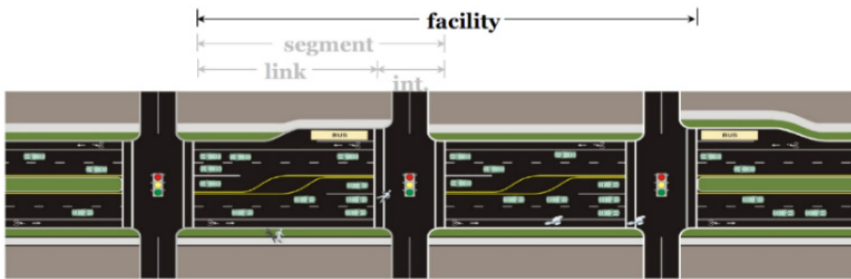 facility
segment
link
int.
BUS
BUS